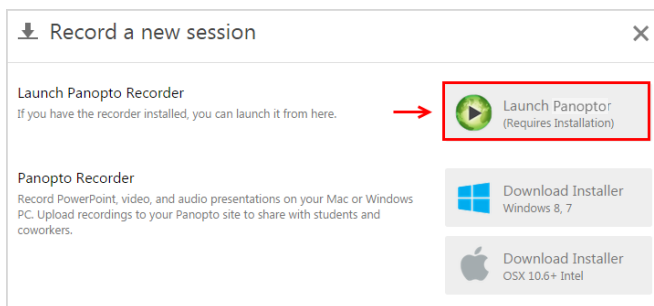 Record a new session
Launch Panopto Recorder
If you have the recorder installed, you can launch it from here.
Launch Panoptor
(Requires Installation)
Panopto Recorder
Record PowerPoint, video, and audio presentations on your Mac or Windows
PC. Upload recordings to your Panopto site to share with students and
coworkers.
Download Installer
Windows 8, 7
Download Installer
OSX 10.6+ Intel